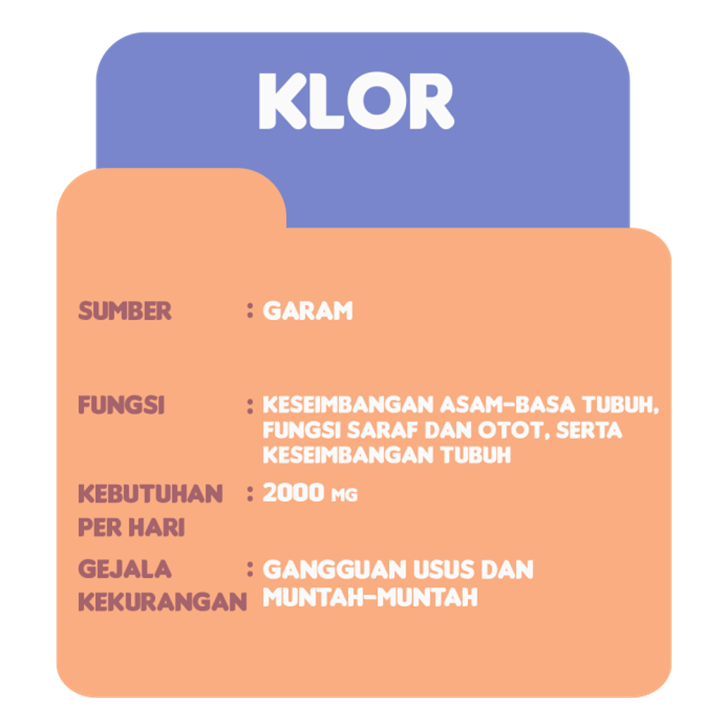 KLOR
SUMBER : GARAM
FUNGSI : KESEIMBANGAN ASAM-BASA TUBUH,
FUNGSI SARAF DAN OTOT, SERTA
KESEIMBANGAN TUBUH
KEBUTUHAN : 2000 MG
PER HARI
GEJALA : GANGGUAN USUS DAN
KEKURANGAN MUNTAH-MUNTAH